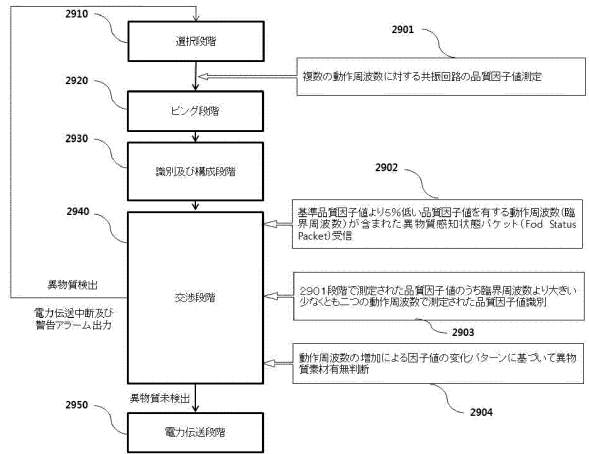 2910
選択段階
2901
複数の動作周波数に対する共振回路の品質因子値測定
2920
ピング段階
2930
識別及び構成段階
2902
基準品質因子値より5%低い品質因子値を有する動作周波数(臨
界周波数)が含まれた異物質感知状態パケット(Fod Status
Packet)受信
2940
交渉段階
異物質検出
電力伝送中断及び
警告アラーム出力
2901段階で測定された品質因子値のうち臨界周波数より大きい
少なくとも二つの動作周波数で測定された品質因子値識別
2903
動作周波数の増加による因子値の変化パターンに基づいて異物
質素材有無判断
2904
異物質未検出
2950
電力伝送段階